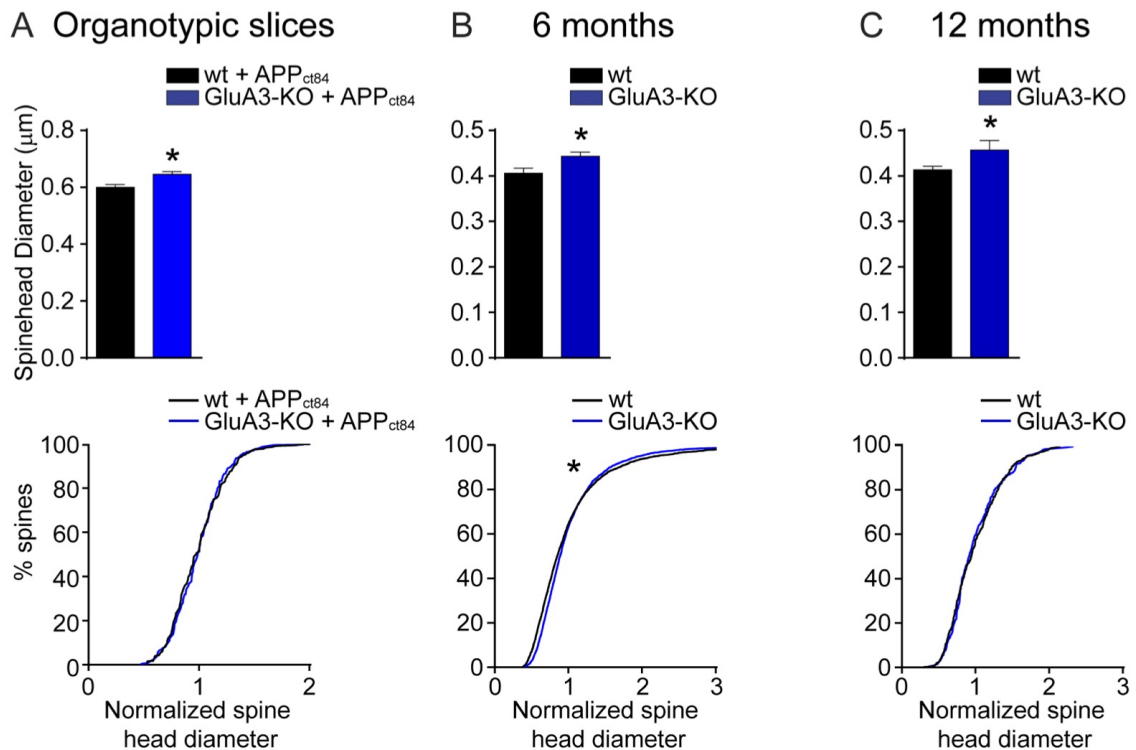 A Organotypic slices
wt + APPct84
GluA3-KO + APPct84
Spinehead Diameter (μm)
0.8
0.6
0.4
0.2
0.0
*
wt + APPct84
GluA3-KO + APPct84
% spines
100
80
60
40
20
0
0 1 2
Normalized spine
head diameter
B 6 months
wt
GluA3-KO
0.5
0.4
0.3
0.2
0.1
0.0
*
wt
GluA3-KO
100
80
60
40
20
0
*
0 1 2 3
Normalized spine
head diameter
C 12 months
wt
GluA3-KO
0.5
0.4
0.3
0.2
0.1
0.0
*
wt
GluA3-KO
100
80
60
40
20
0
0 1 2 3
Normalized spine
head diameter